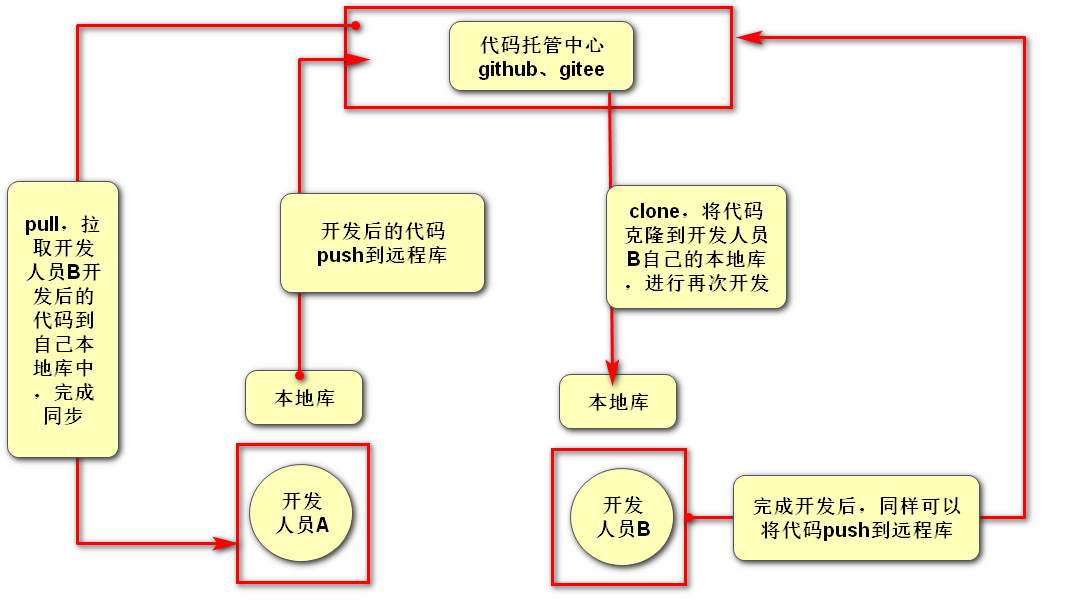 代码托管中心
github、gitee
pull，拉
取开发
人员B开
发后的
代码到
自己本
地库中
，完成
同步
开发后的代码
push到远程库
clone，将代码
克隆到开发人员
B自己的本地库
，进行再次开发
本地库
本地库
开发
人员A
开发
人员B
完成开发后，同样可以
将代码push到远程库